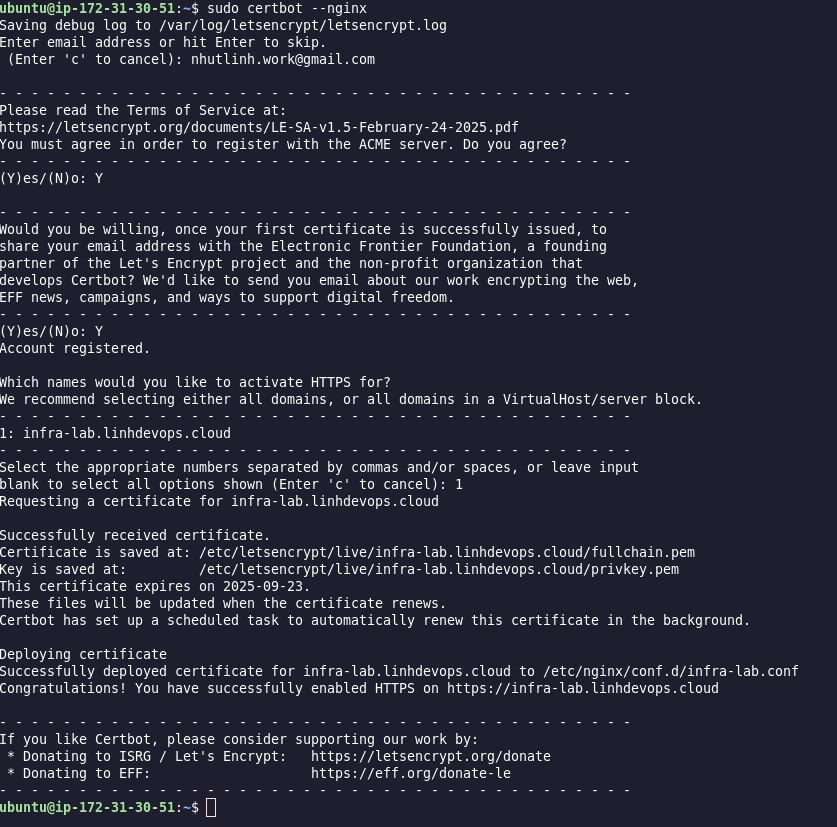 ubuntu@ip-172-31-30-51:~$ sudo certbot --nginx
Saving debug log to /var/log/letsencrypt/letsencrypt.log
Enter email address or hit Enter to skip.
 (Enter 'c' to cancel): nhutlinh.work@gmail.com

- - - - - - - - - - - - - - - - - - - - - - - - - - - - - - - - - - - - - - - -
Please read the Terms of Service at:
https://letsencrypt.org/documents/LE-SA-v1.5-February-24-2025.pdf
You must agree in order to register with the ACME server. Do you agree?
- - - - - - - - - - - - - - - - - - - - - - - - - - - - - - - - - - - - - - - -
(Y)es/(N)o: Y

- - - - - - - - - - - - - - - - - - - - - - - - - - - - - - - - - - - - - - - -
Would you be willing, once your first certificate is successfully issued, to
share your email address with the Electronic Frontier Foundation, a founding
partner of the Let's Encrypt project and the non-profit organization that
develops Certbot? We'd like to send you email about our work encrypting the web,
EFF news, campaigns, and ways to support digital freedom.
- - - - - - - - - - - - - - - - - - - - - - - - - - - - - - - - - - - - - - - -
(Y)es/(N)o: Y
Account registered.

Which names would you like to activate HTTPS for?
We recommend selecting either all domains, or all domains in a VirtualHost/server block.
- - - - - - - - - - - - - - - - - - - - - - - - - - - - - - - - - - - - - - - -
1: infra-lab.linhdevops.cloud
- - - - - - - - - - - - - - - - - - - - - - - - - - - - - - - - - - - - - - - -
Select the appropriate numbers separated by commas and/or spaces, or leave input
blank to select all options shown (Enter 'c' to cancel): 1
Requesting a certificate for infra-lab.linhdevops.cloud

Successfully received certificate.
Certificate is saved at: /etc/letsencrypt/live/infra-lab.linhdevops.cloud/fullchain.pem
Key is saved at:         /etc/letsencrypt/live/infra-lab.linhdevops.cloud/privkey.pem
This certificate expires on 2025-09-23.
These files will be updated when the certificate renews.
Certbot has set up a scheduled task to automatically renew this certificate in the background.

Deploying certificate
Successfully deployed certificate for infra-lab.linhdevops.cloud to /etc/nginx/conf.d/infra-lab.conf
Congratulations! You have successfully enabled HTTPS on https://infra-lab.linhdevops.cloud

- - - - - - - - - - - - - - - - - - - - - - - - - - - - - - - - - - - - - - - -
If you like Certbot, please consider supporting our work by:
 * Donating to ISRG / Let's Encrypt:   https://letsencrypt.org/donate
 * Donating to EFF:                    https://eff.org/donate-le
- - - - - - - - - - - - - - - - - - - - - - - - - - - - - - - - - - - - - - - -
ubuntu@ip-172-31-30-51:~$